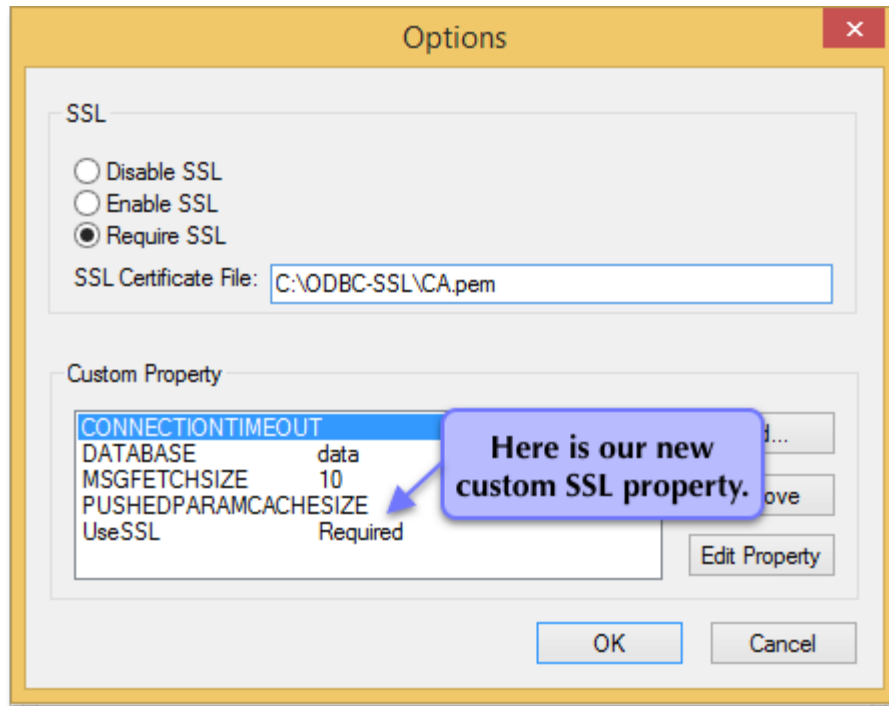 Options
SSL
Disable SSL
Enable SSL
Require SSL
SSL Certificate File: C:\ODBC-SSL\CA.pem
Custom Property
CONNECTIONTIMEOUT
DATABASE data
MSGFETCHSIZE 10
PUSHEDPARAMCACHESIZE
UseSSL Required
Here is our new
custom SSL property.
Edit Property
OK Cancel